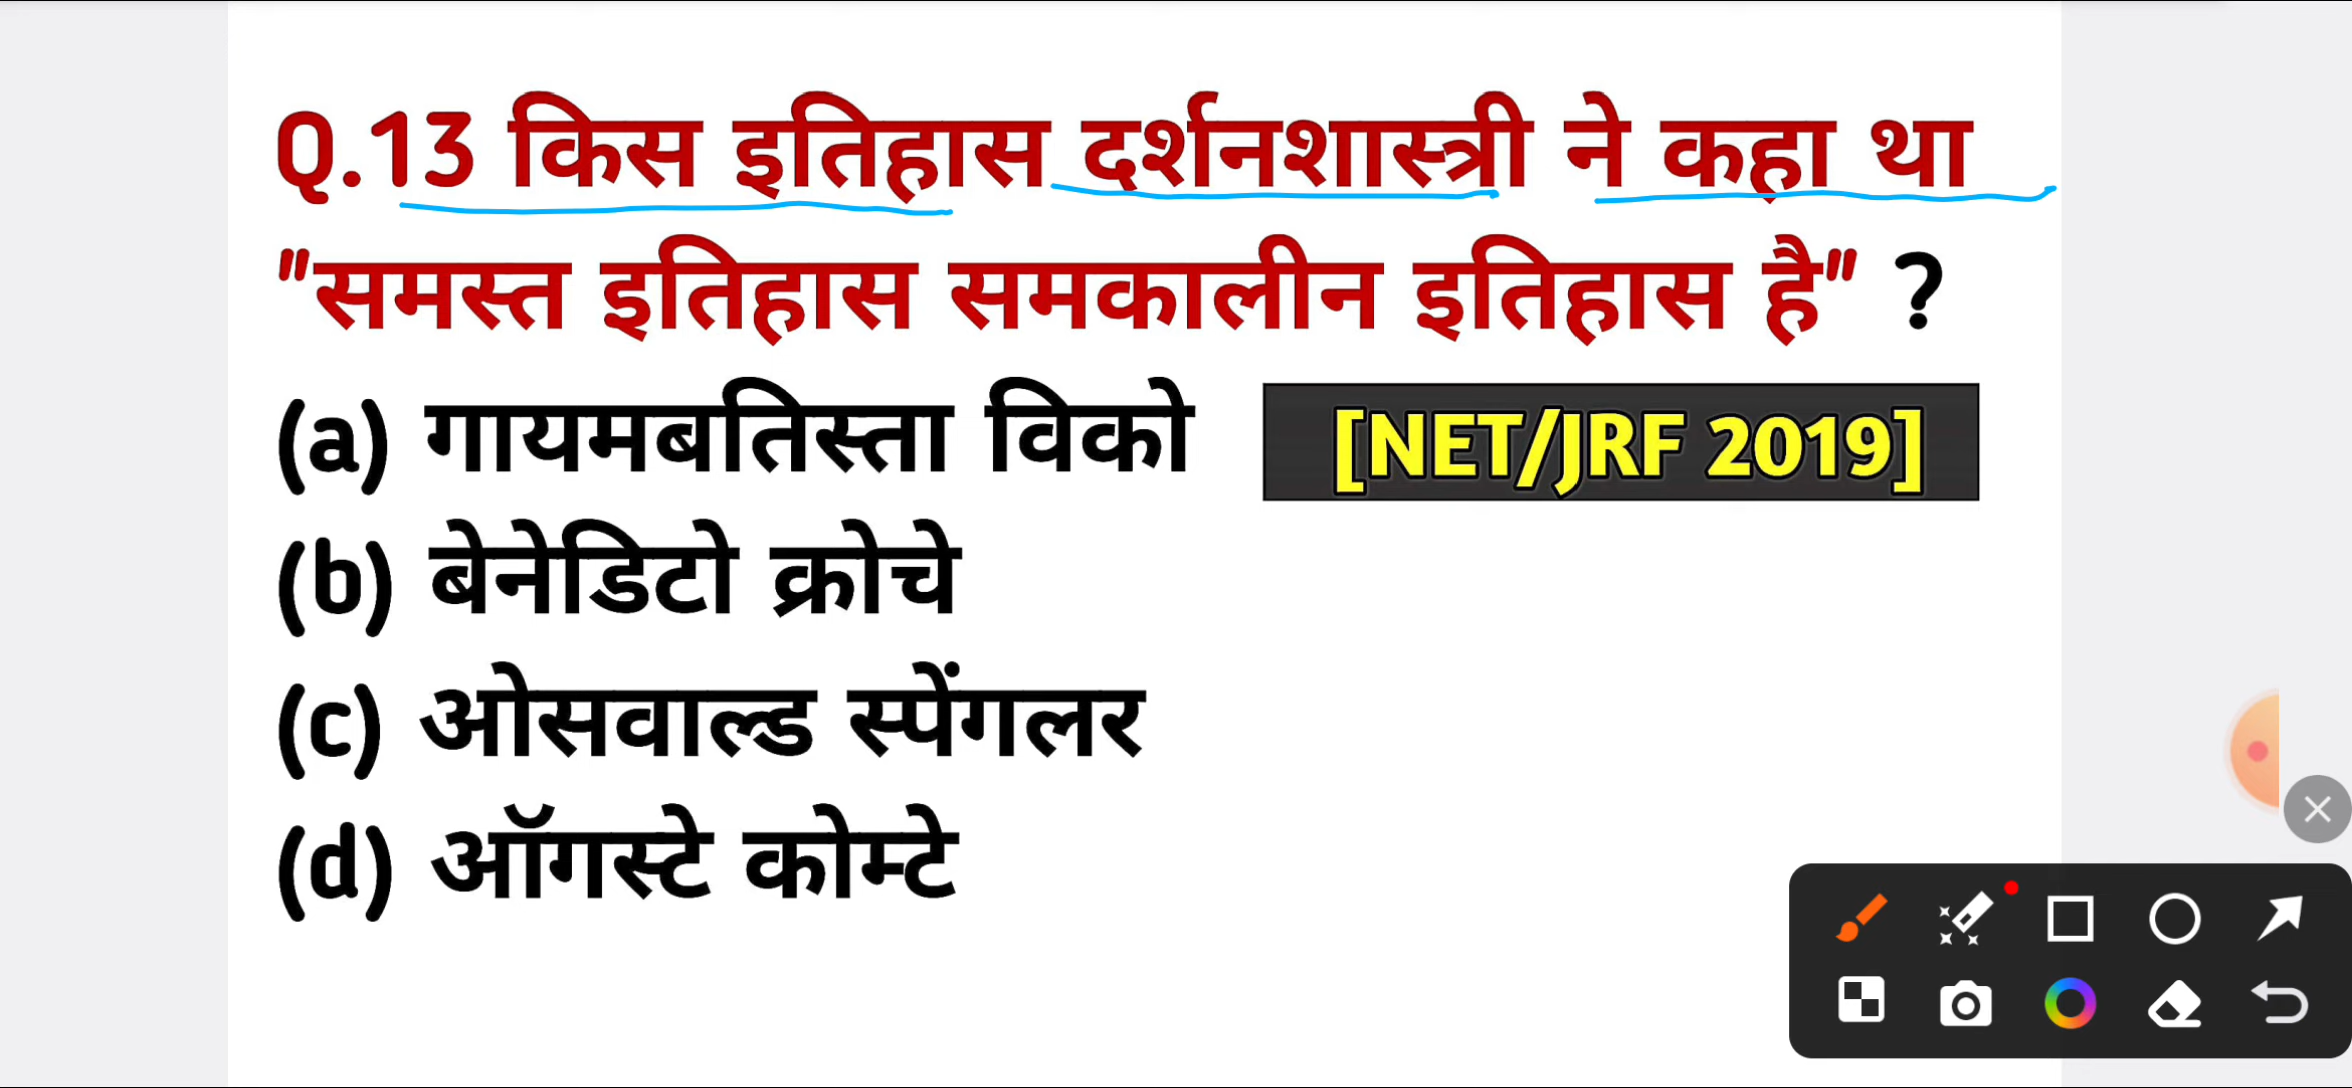 Q.13 किस इतिहास दर्शनशास्त्री ने कहा था
"समस्त इतिहास समकालीन इतिहास है" ?
(a) गायमबतिस्ता विको
[NET/JRF 2019]
(b) बेनेडिटो क्रोचे
(c) ओसवाल्ड स्पेंगलर
(d) ऑगस्टे कोम्टे